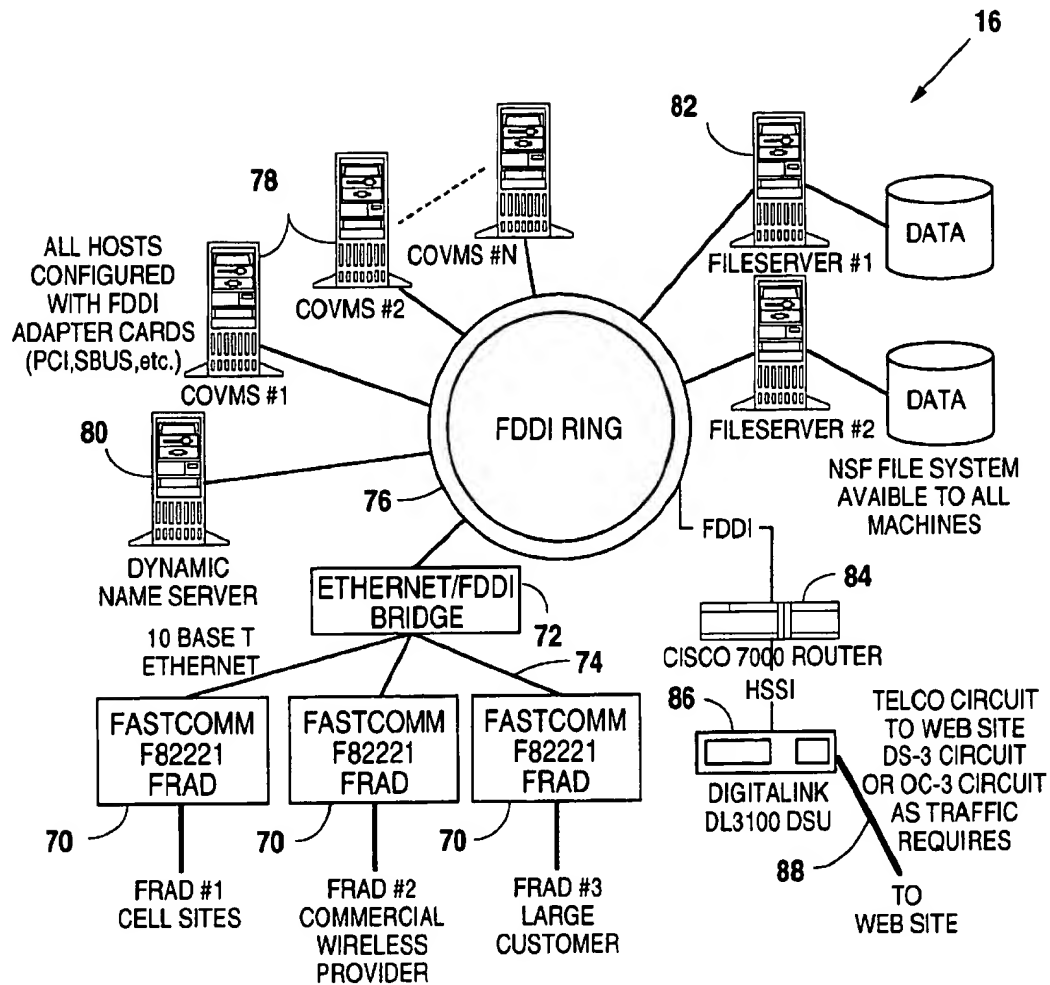 16
82
78
COVMS #N
ALL HOSTS
CONFIGURED
WITH FDDI
ADAPTER CARDS
(PCI,SBUS,etc.)
COVMS #2
COVMS #1
FILESERVER #1
DATA
FILESERVER #2
DATA
NSF FILE SYSTEM
AVAIBLE TO ALL
MACHINES
FDDI RING
80
76
DYNAMIC
NAME SERVER
FDDI
84
CISCO 7000 ROUTER
HSSI
86
DIGITALINK
DL3100 DSU
TELCO CIRCUIT
TO WEB SITE
DS-3 CIRCUIT
OR OC-3 CIRCUIT
AS TRAFFIC
REQUIRES
88
TO
WEB SITE
ETHERNET/FDDI
BRIDGE
72
10 BASE T
ETHERNET
74
FASTCOMM
F82221
FRAD
FASTCOMM
F82221
FRAD
FASTCOMM
F82221
FRAD
70
70
70
FRAD #1
CELL SITES
FRAD #2
COMMERCIAL
WIRELESS
PROVIDER
FRAD #3
LARGE
CUSTOMER